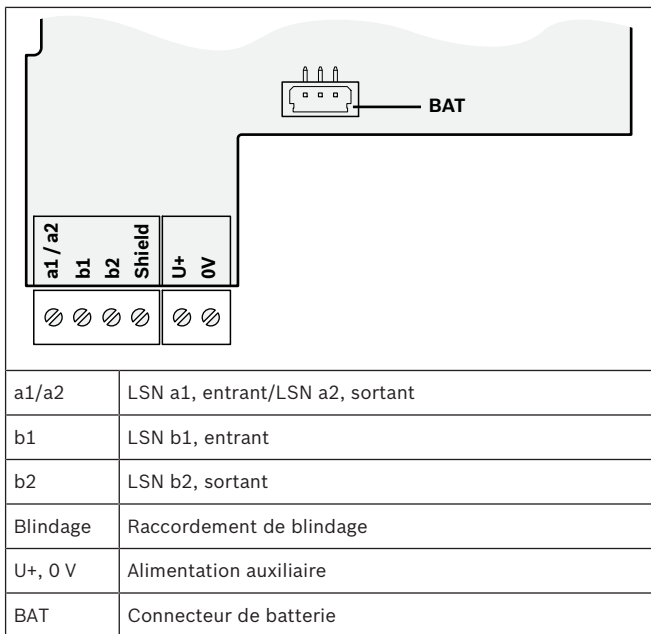 BAT
a1 / a2
b1
b2
Shield
U+
0V
a1/a2 LSN a1, entrant/LSN a2, sortant
b1 LSN b1, entrant
b2 LSN b2, sortant
Blindage Raccordement de blindage
U+, 0 V Alimentation auxiliaire
BAT Connecteur de batterie